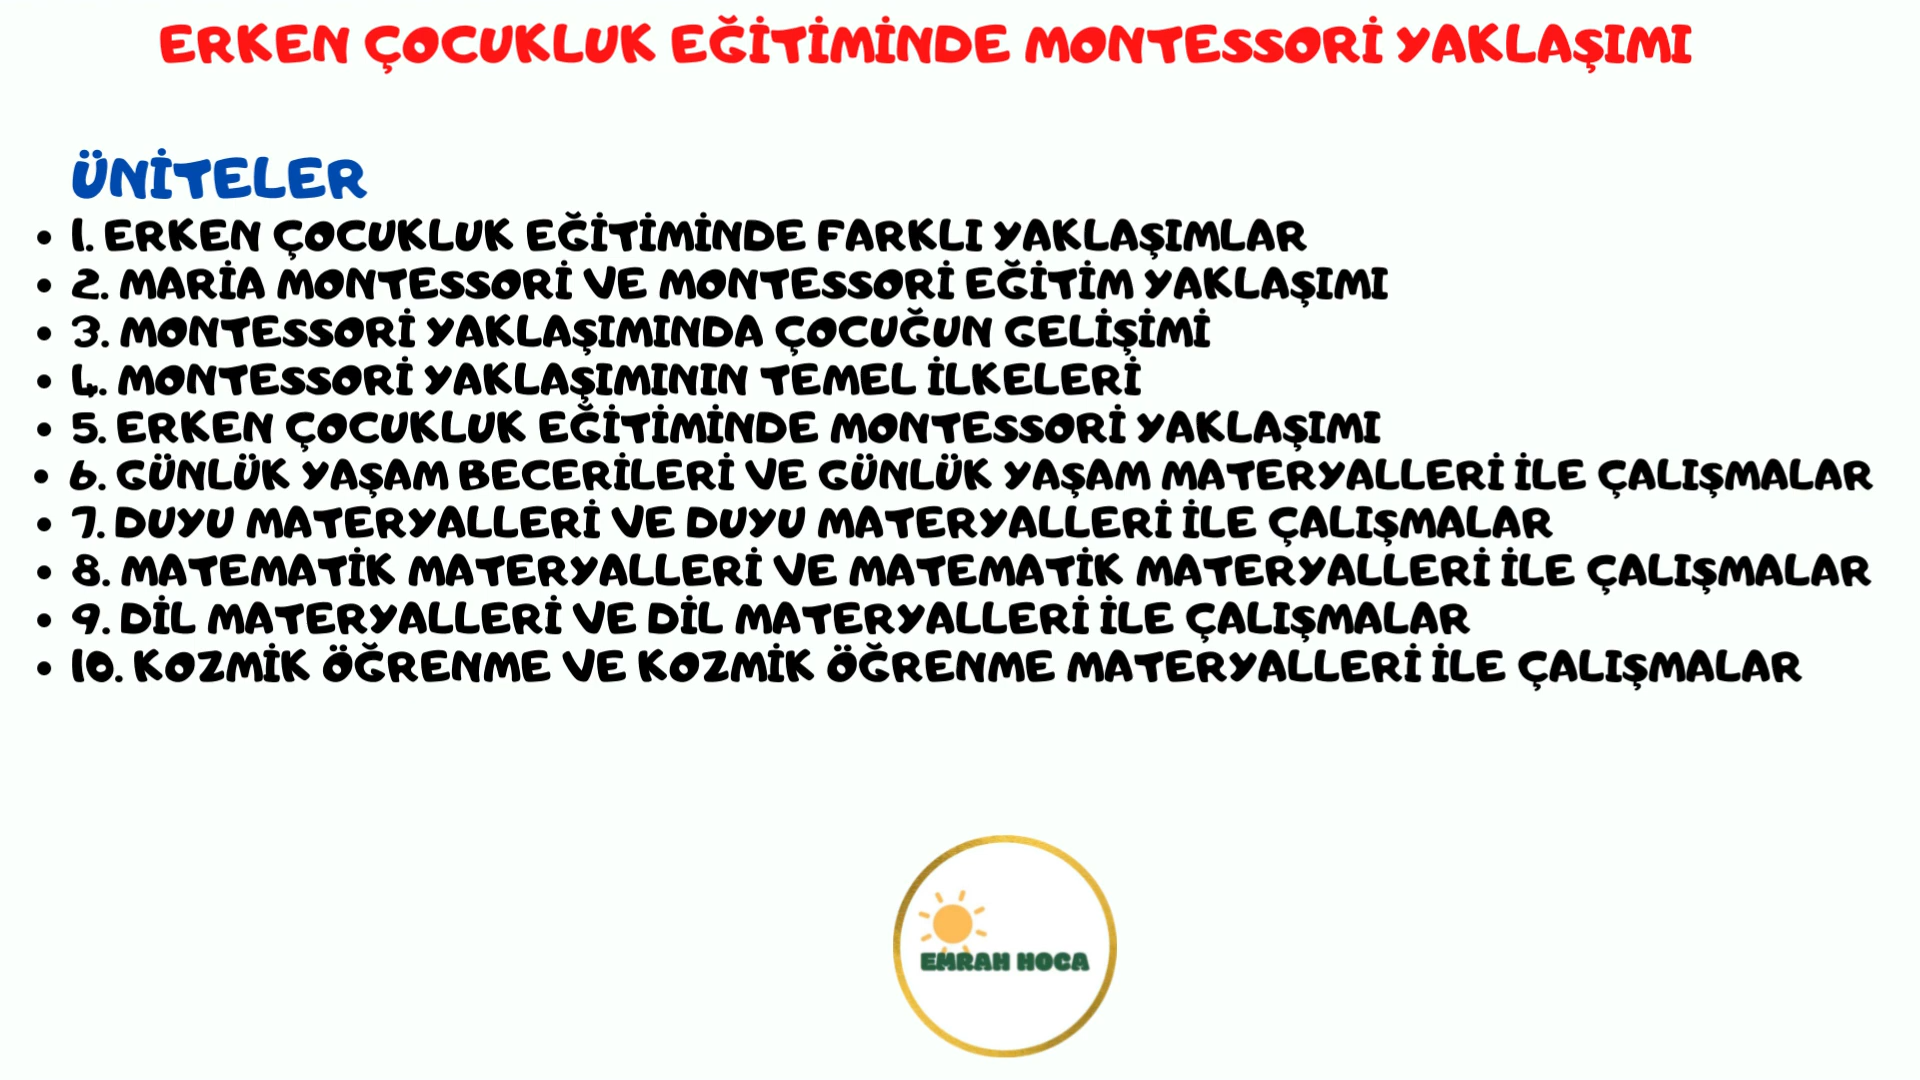 ERKEN ÇOCUKLUK EĞİTİMİNDE MONTESSORİ YAKLAŞIMI
ÜNİTELER
• 1. ERKEN ÇOCUKLUK EĞİTİMİNDE FARKLI YAKLAŞIMLAR
• 2. MARİA MONTESSORİ VE MONTESSORİ EĞİTİM YAKLAŞIMI
• 3. MONTESSORİ YAKLAŞIMINDA ÇOCUĞUN GELİŞİMİ
• 4. MONTESSORİ YAKLAŞIMININ TEMEL İLKELERİ
• 5. ERKEN ÇOCUKLUK EĞİTİMİNDE MONTESSORİ YAKLAŞIMI
• 6. GÜNLÜK YAŞAM BECERİLERİ VE GÜNLÜK YAŞAM MATERYALLERİ İLE ÇALIŞMALAR
• 7. DUYU MATERYALLERİ VE DUYU MATERYALLERİ İLE ÇALIŞMALAR
• 8. MATEMATİK MATERYALLERİ VE MATEMATİK MATERYALLERİ İLE ÇALIŞMALAR
• 9. DİL MATERYALLERİ VE DİL MATERYALLERİ İLE ÇALIŞMALAR
• 10. KOZMİK ÖĞRENME VE KOZMİK ÖĞRENME MATERYALLERİ İLE ÇALIŞMALAR
EMRAH HOCA